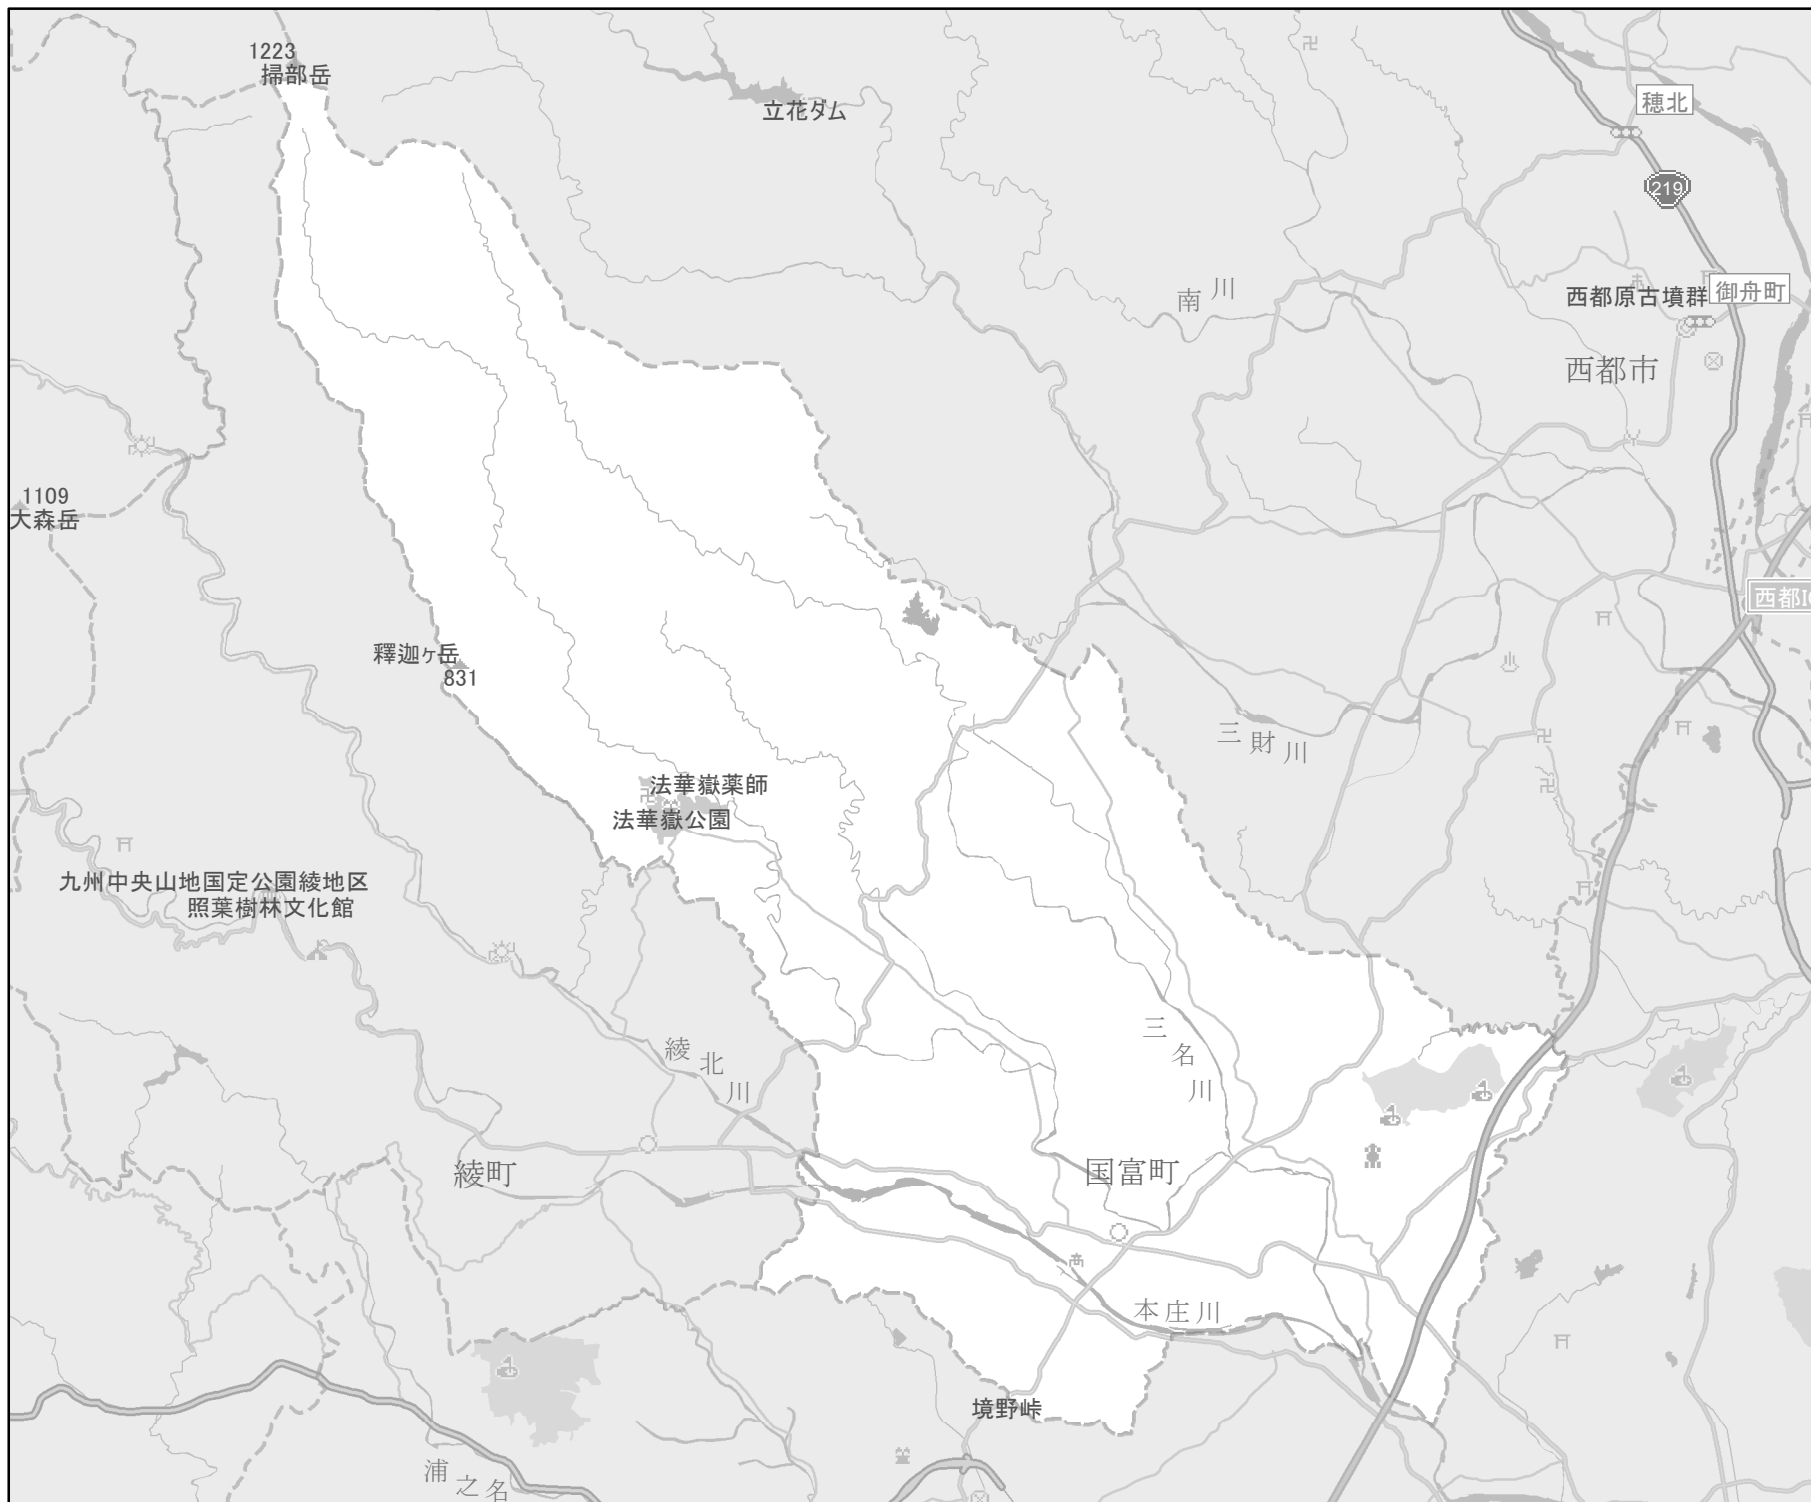 1223
掃部岳
立花ダム
穂北
219
南川
西都原古墳群
御舟町
西都市
1109
大森岳
西都IC
釋迦ヶ岳
831
三財川
法華嶽薬師
法華嶽公園
九州中央山地国定公園綾地区
照葉樹林文化館
三名川
綾北川
綾町
国富町
本庄川
境野峠
浦之名